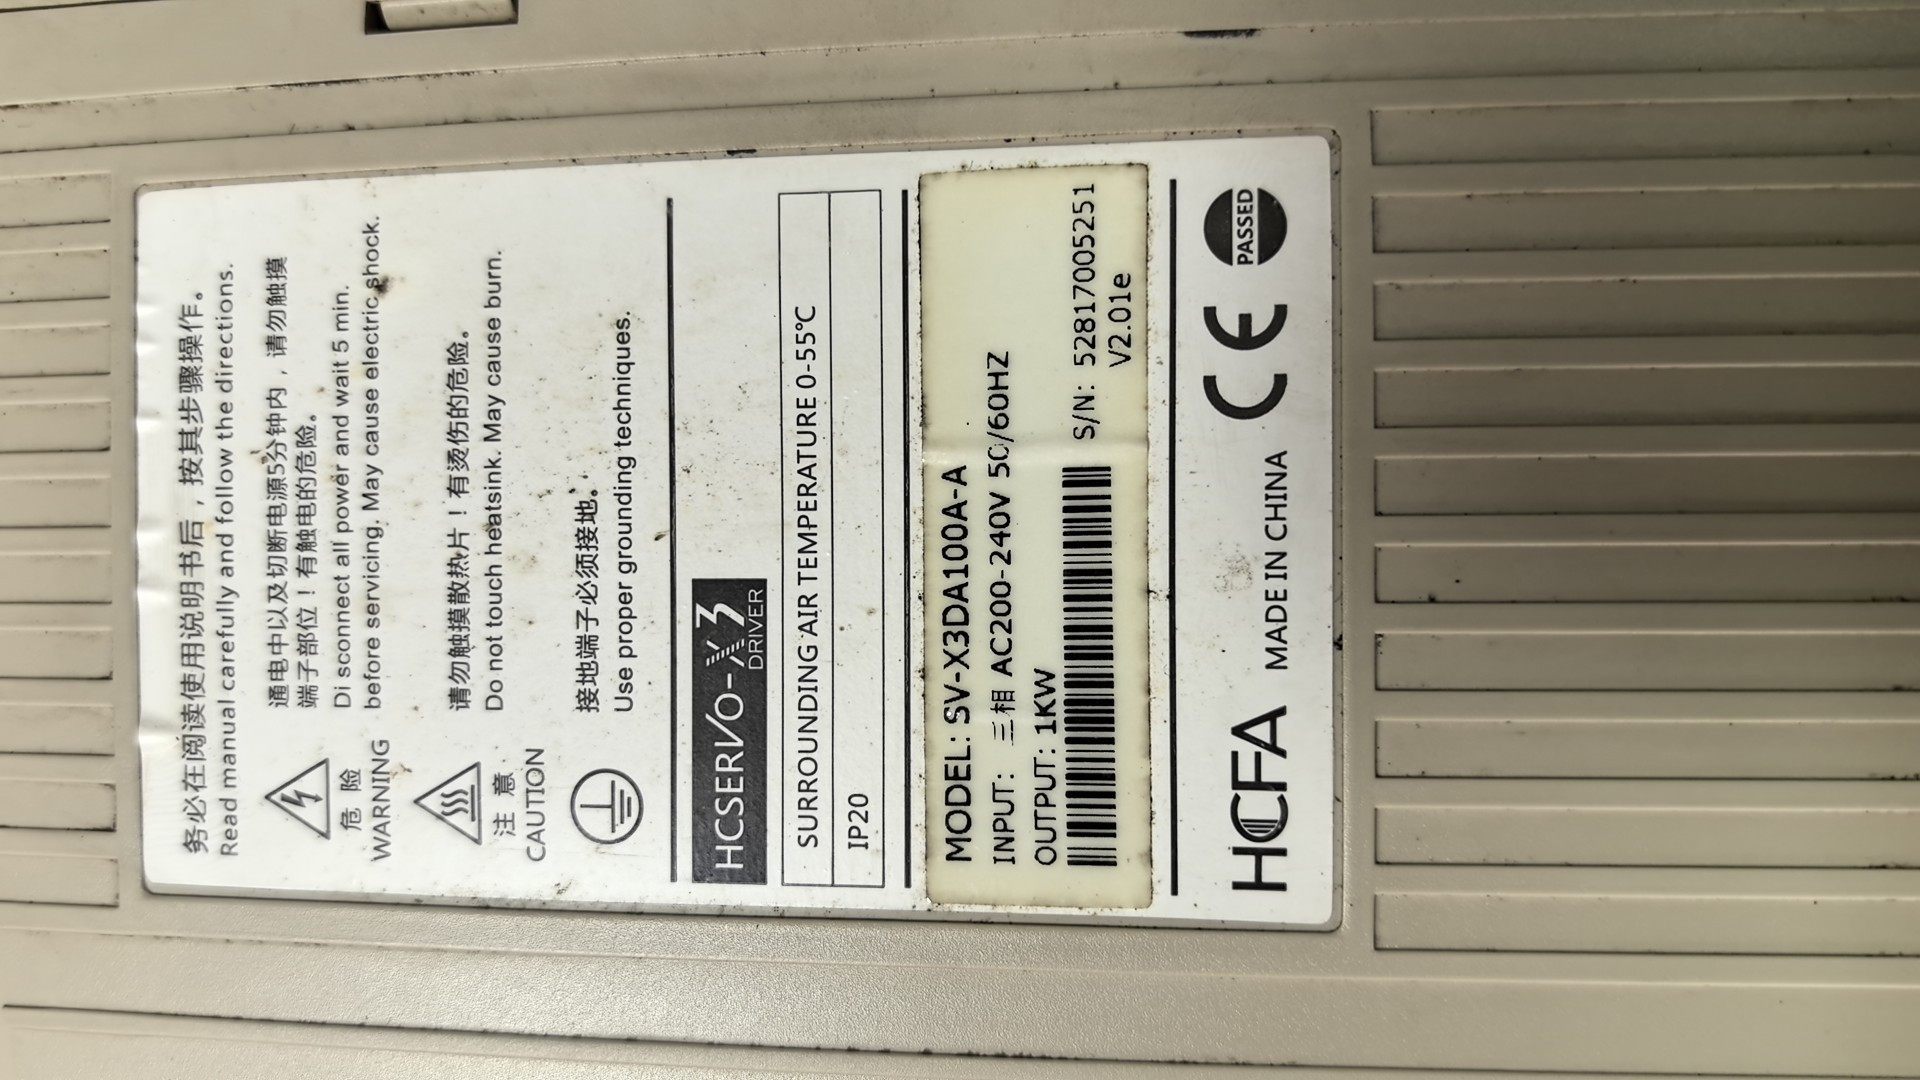 务必在阅读使用说明书后，按其步骤操作。
Read manual carefully and follow the directions.
危 险
WARNING
通电中以及切断电源5分钟内，请勿触摸
端子部位！有触电的危险。
Di sconnect all power and wait 5 min.
before servicing. May cause electric shock.
注 意
CAUTION
请勿触摸散热片！有烫伤的危险。
Do not touch heatsink. May cause burn.
接地端子必须接地。
Use proper grounding techniques.
HCSERVO-X3
DRIVER
SURROUNDING AIR TEMPERATURE 0-55℃
IP20
MODEL: SV-X3DA100A-A
INPUT: 三相 AC200-240V 50/60HZ
OUTPUT: 1KW
S/N: 528170052​51
V2.01e
HCFA MADE IN CHINA CE PASSED